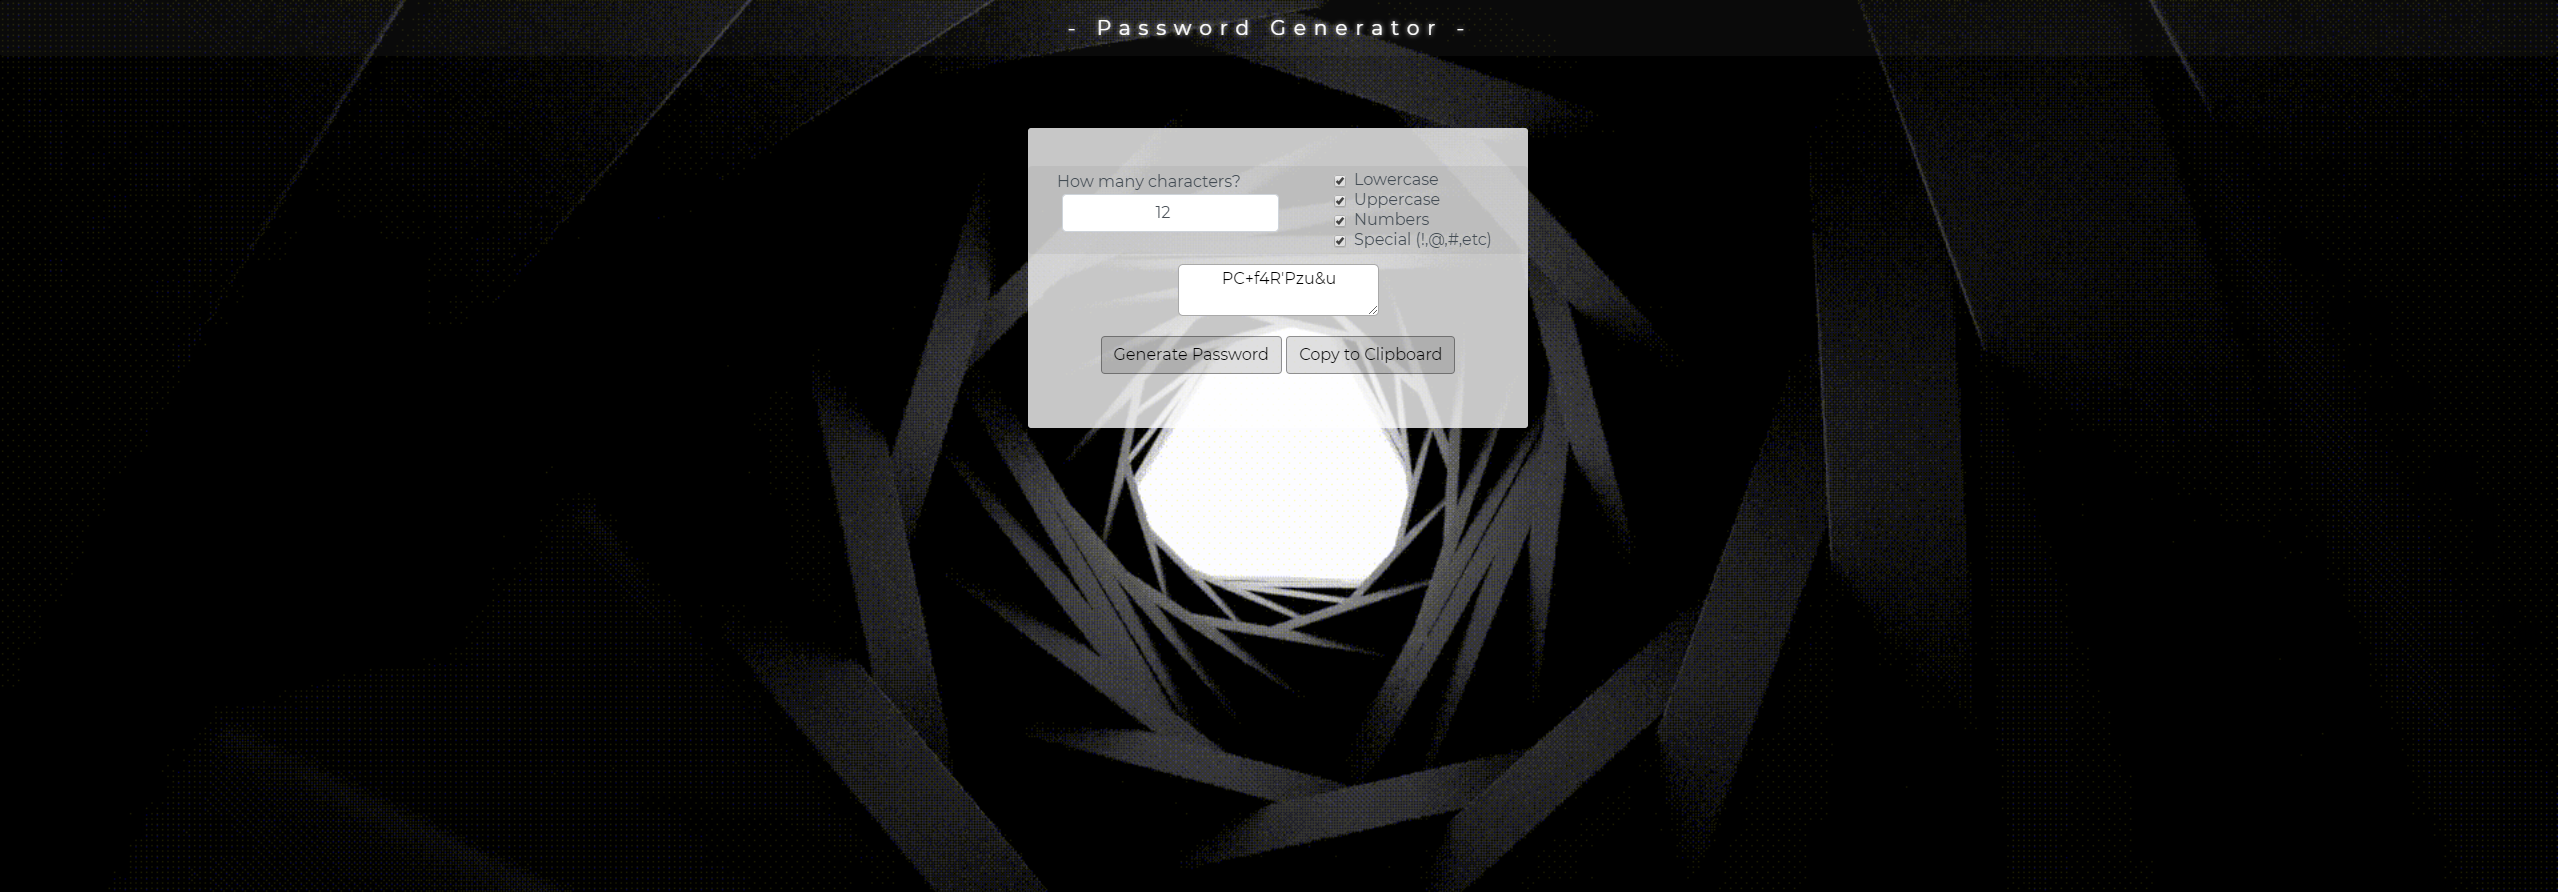 - Password Generator -
How many characters?
12
Lowercase
Uppercase
Numbers
Special (!,@,#,etc)
PC+f4R'Pzu&u
Generate Password
Copy to Clipboard